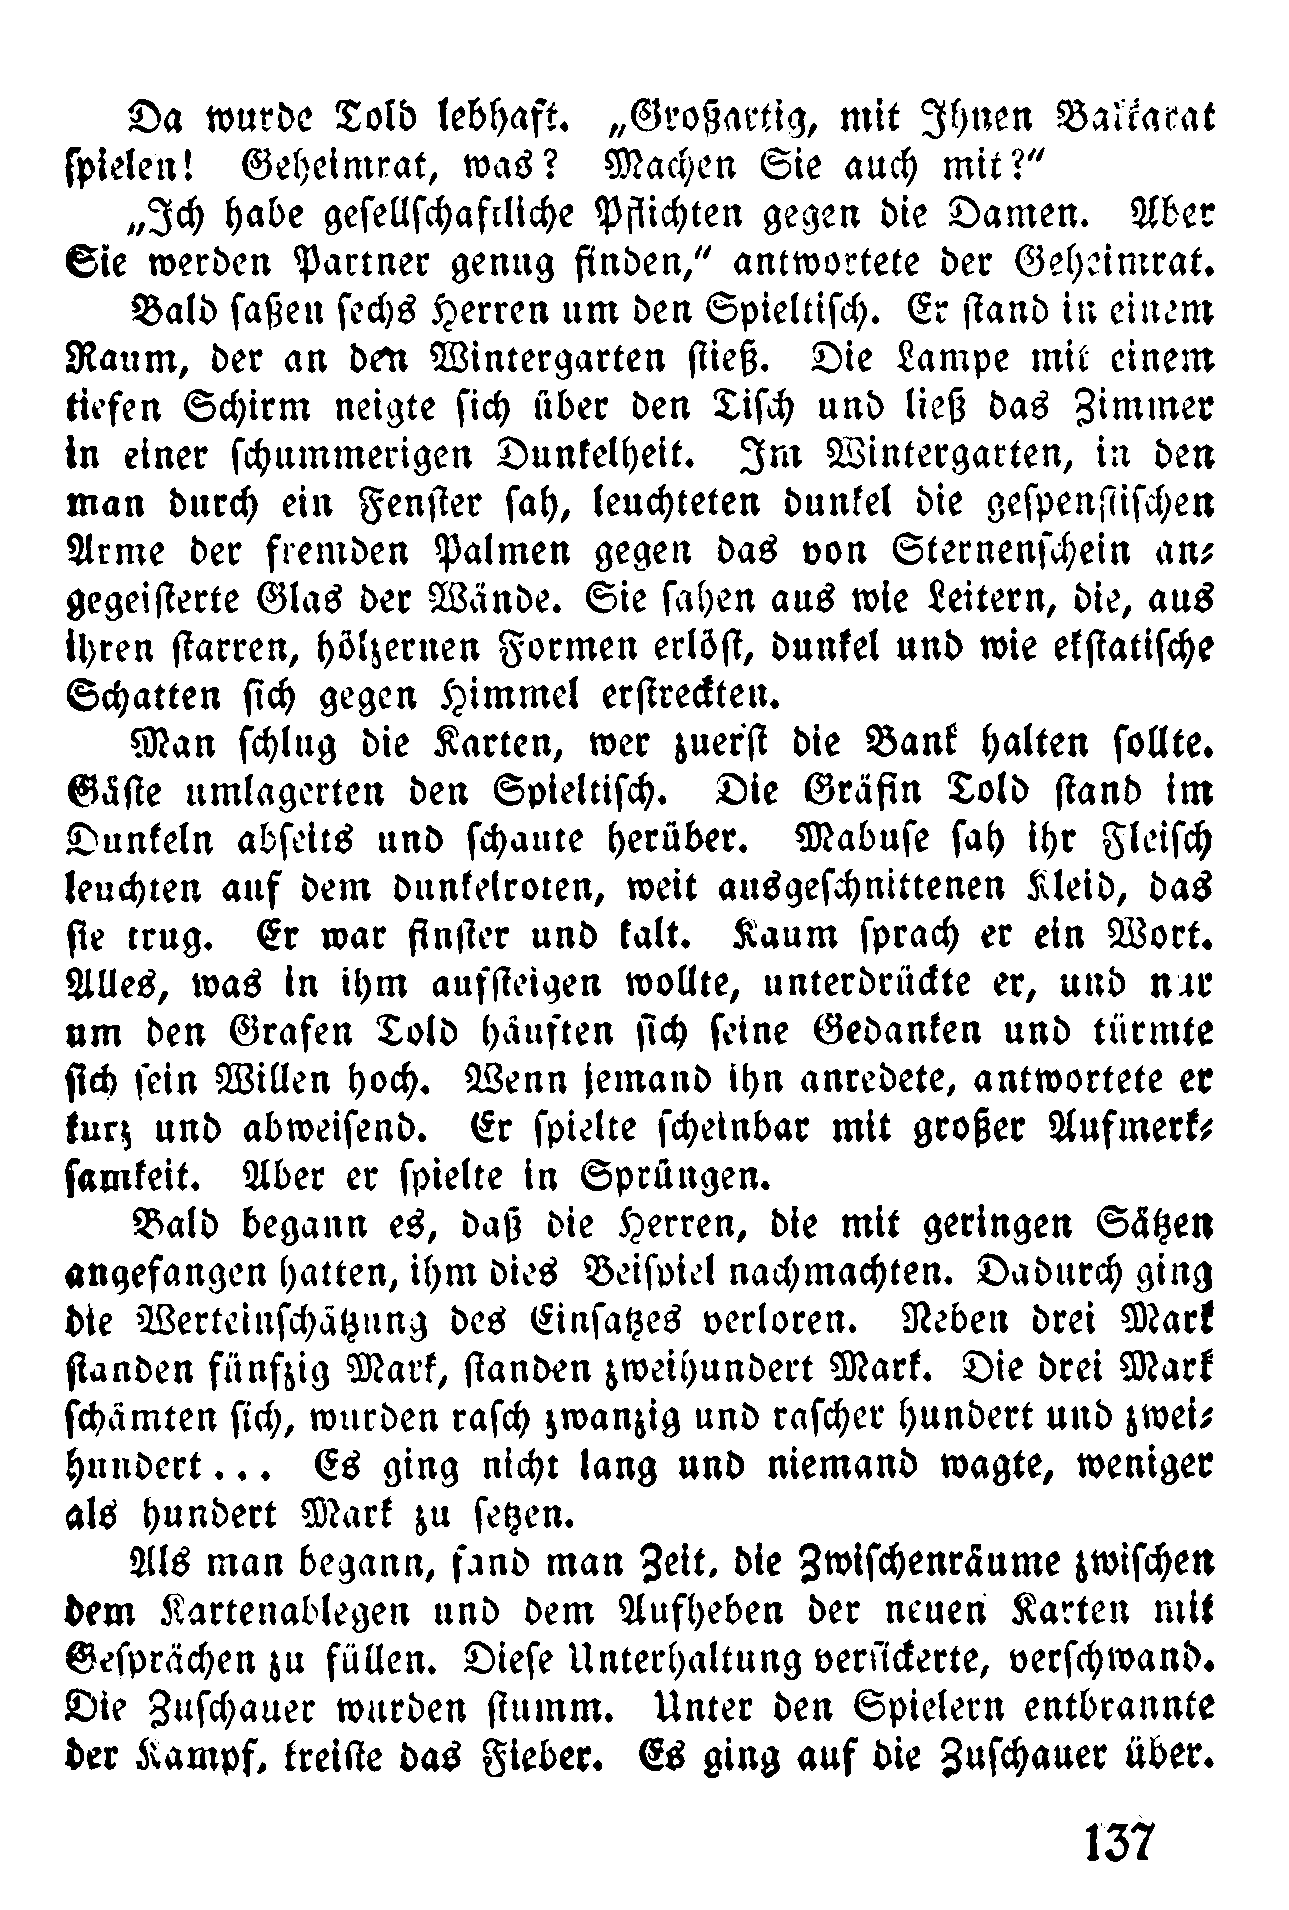 Da wurde Told lebhaft. „Großartig, mit Ihnen Bakkarat
spielen! Geheimrat, was? Machen Sie auch mit?“
„Ich habe gesellschaftliche Pflichten gegen die Damen. Aber
Sie werden Partner genug finden,“ antwortete der Geheimrat.
Bald saßen sechs Herren um den Spieltisch. Er stand in einem
Raum, der an den Wintergarten stieß. Die Lampe mit einem
tiefen Schirm neigte sich über den Tisch und ließ das Zimmer
in einer schummerigen Dunkelheit. Im Wintergarten, in den
man durch ein Fenster sah, leuchteten dunkel die gespenstischen
Arme der fremden Palmen gegen das von Sternenschein an-
gegeisterte Glas der Wände. Sie sahen aus wie Leitern, die, aus
ihren starren, hölzernen Formen erlöst, dunkel und wie ekstatische
Schatten sich gegen Himmel erstreckten.
Man schlug die Karten, wer zuerst die Bank halten sollte.
Gäste umlagerten den Spieltisch. Die Gräfin Told stand im
Dunkeln abseits und schaute herüber. Mabuse sah ihr Fleisch
leuchten auf dem dunkelroten, weit ausgeschnittenen Kleid, das
sie trug. Er war finster und kalt. Kaum sprach er ein Wort.
Alles, was in ihm aufsteigen wollte, unterdrückte er, und nur
um den Grafen Told häuften sich seine Gedanken und türmte
sich sein Willen hoch. Wenn jemand ihn anredete, antwortete er
kurz und abweisend. Er spielte scheinbar mit großer Aufmerk-
samkeit. Aber er spielte in Sprüngen.
Bald begann es, daß die Herren, die mit geringen Sätzen
angefangen hatten, ihm dies Beispiel nachmachten. Dadurch ging
die Werteinschätzung des Einsatzes verloren. Neben drei Mark
standen fünfzig Mark, standen zweihundert Mark. Die drei Mark
schämten sich, wurden rasch zwanzig und rascher hundert und zwei-
hundert... Es ging nicht lang und niemand wagte, weniger
als hundert Mark zu setzen.
Als man begann, fand man Zeit, die Zwischenräume zwischen
dem Kartenablegen und dem Aufheben der neuen Karten mit
Gesprächen zu füllen. Diese Unterhaltung versickerte, verschwand.
Die Zuschauer wurden stumm. Unter den Spielern entbrannte
der Kampf, kreiste das Fieber. Es ging auf die Zuschauer über.
137